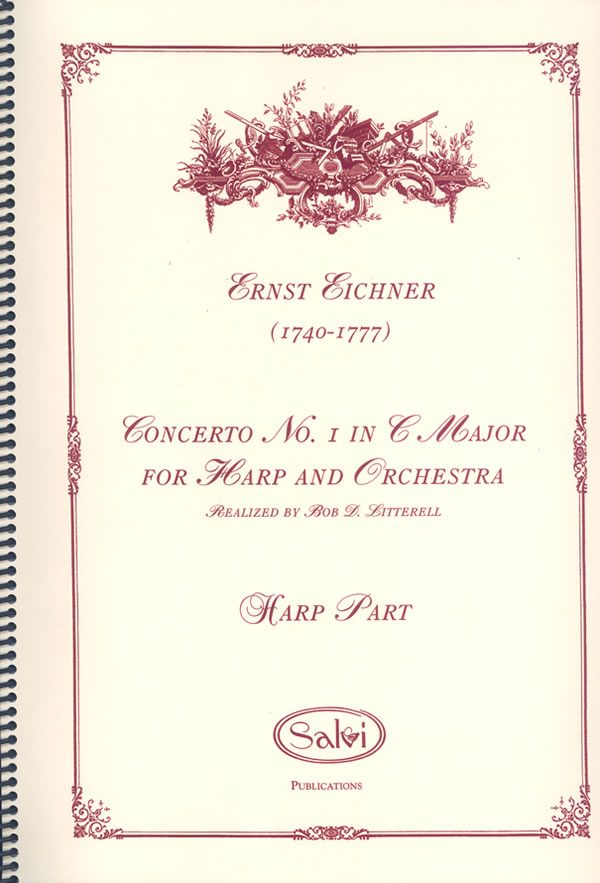 Ernst Eichner
(1740-1777)
Concerto No. 1 in C Major
for Harp and Orchestra
Realized by Bob D. Litterell
Harp Part
Salvi
Publications